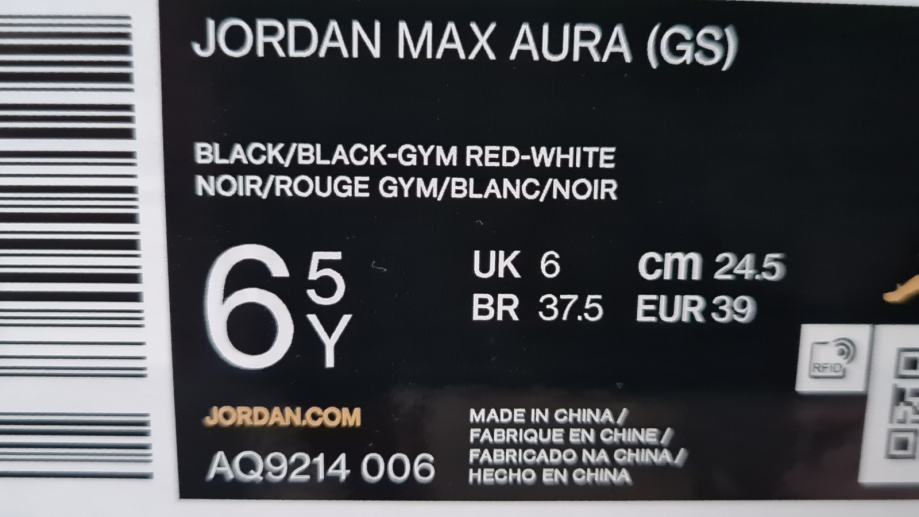 JORDAN MAX AURA (GS)
BLACK/BLACK-GYM RED-WHITE
NOIR/ROUGE GYM/BLANC/NOIR
6 5 Y
UK 6 cm 24.5
BR 37.5 EUR 39
RFID
JORDAN.COM
AQ9214 006
MADE IN CHINA/
FABRIQUE EN CHINE/
FABRICADO NA CHINA/
HECHO EN CHINA